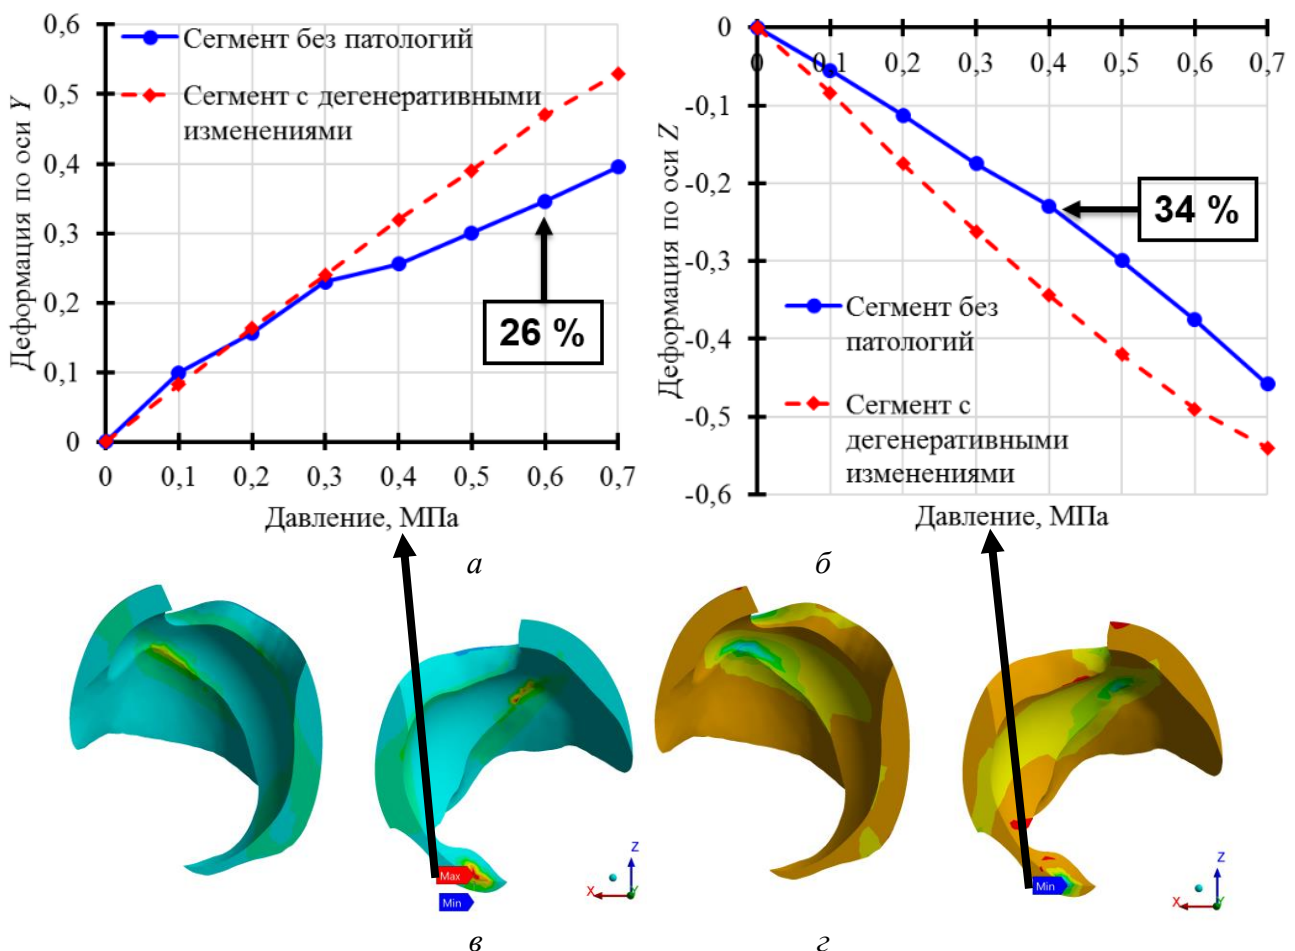 0,6
0,5
0,4
0,3
0,2
0,1
0
Деформация по оси Y
Сегмент без патологий
Сегмент с дегенеративными
изменениями
26 %
0
0,1
0,2
0,3
0,4
0,5
0,6
0,7
Давление, МПа
а
0
-0,1
-0,2
-0,3
-0,4
-0,5
-0,6
Деформация по оси Z
0
0,1
0,2
0,3
0,4
0,5
0,6
0,7
34 %
Сегмент без
патологий
Сегмент с
дегенеративными
изменениями
Давление, МПа
б
Max
Min
Z
X
Y
в
Min
Z
X
Y
г